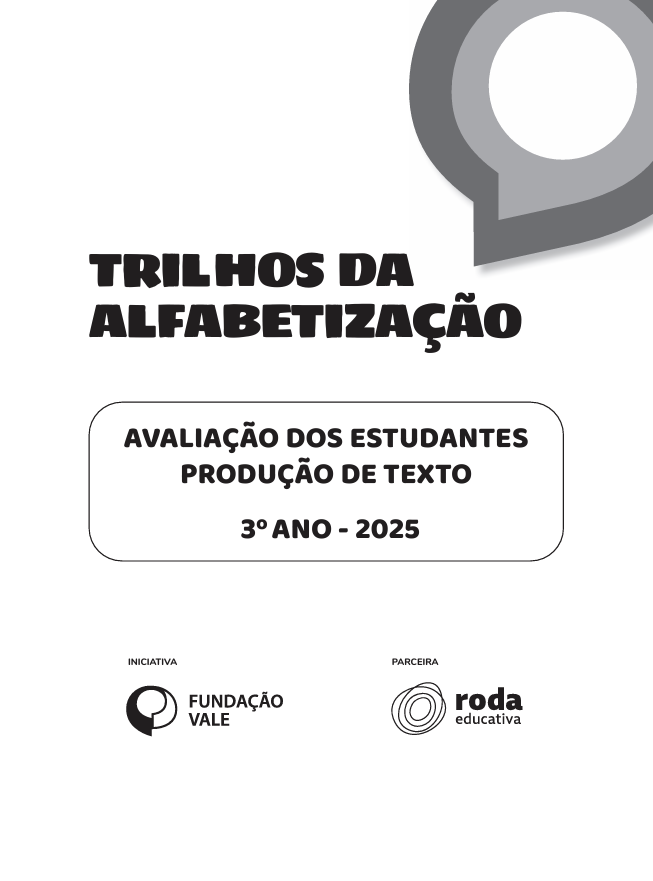 TRILHOS DA
ALFABETIZAÇÃO
AVALIAÇÃO DOS ESTUDANTES
PRODUÇÃO DE TEXTO
3º ANO - 2025
INICIATIVA
FUNDAÇÃO
VALE
PARCEIRA
roda
educativa